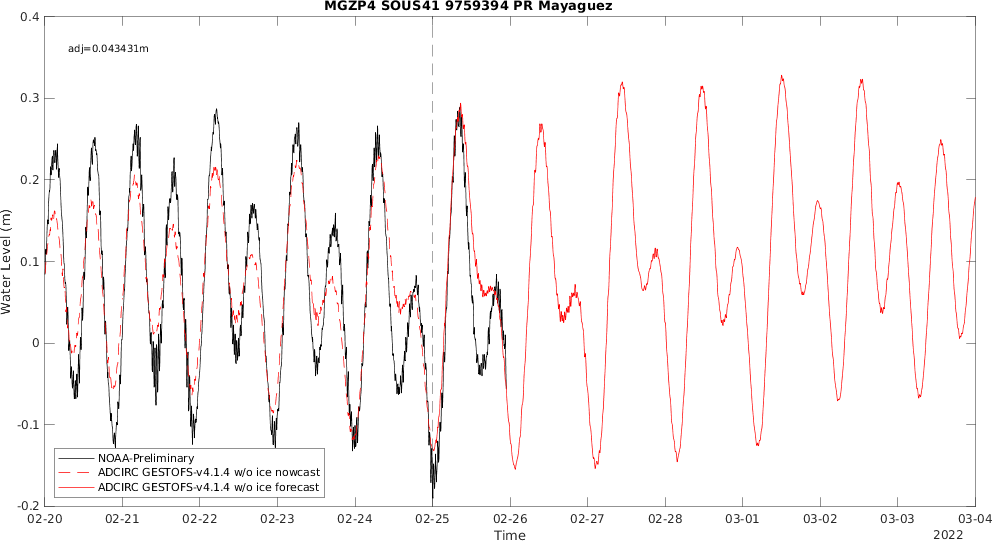 MGZP4 SOUS41 9759394 PR Mayaguez
adj=0.043431m
Water Level (m)
0.4
0.3
0.2
0.1
0
-0.1
-0.2
NOAA-Preliminary
ADCIRC GESTOFS-v4.1.4 w/o ice nowcast
ADCIRC GESTOFS-v4.1.4 w/o ice forecast
02-20 02-21 02-22 02-23 02-24 02-25 02-26 02-27 02-28 03-01 03-02 03-03 03-04
Time
2022